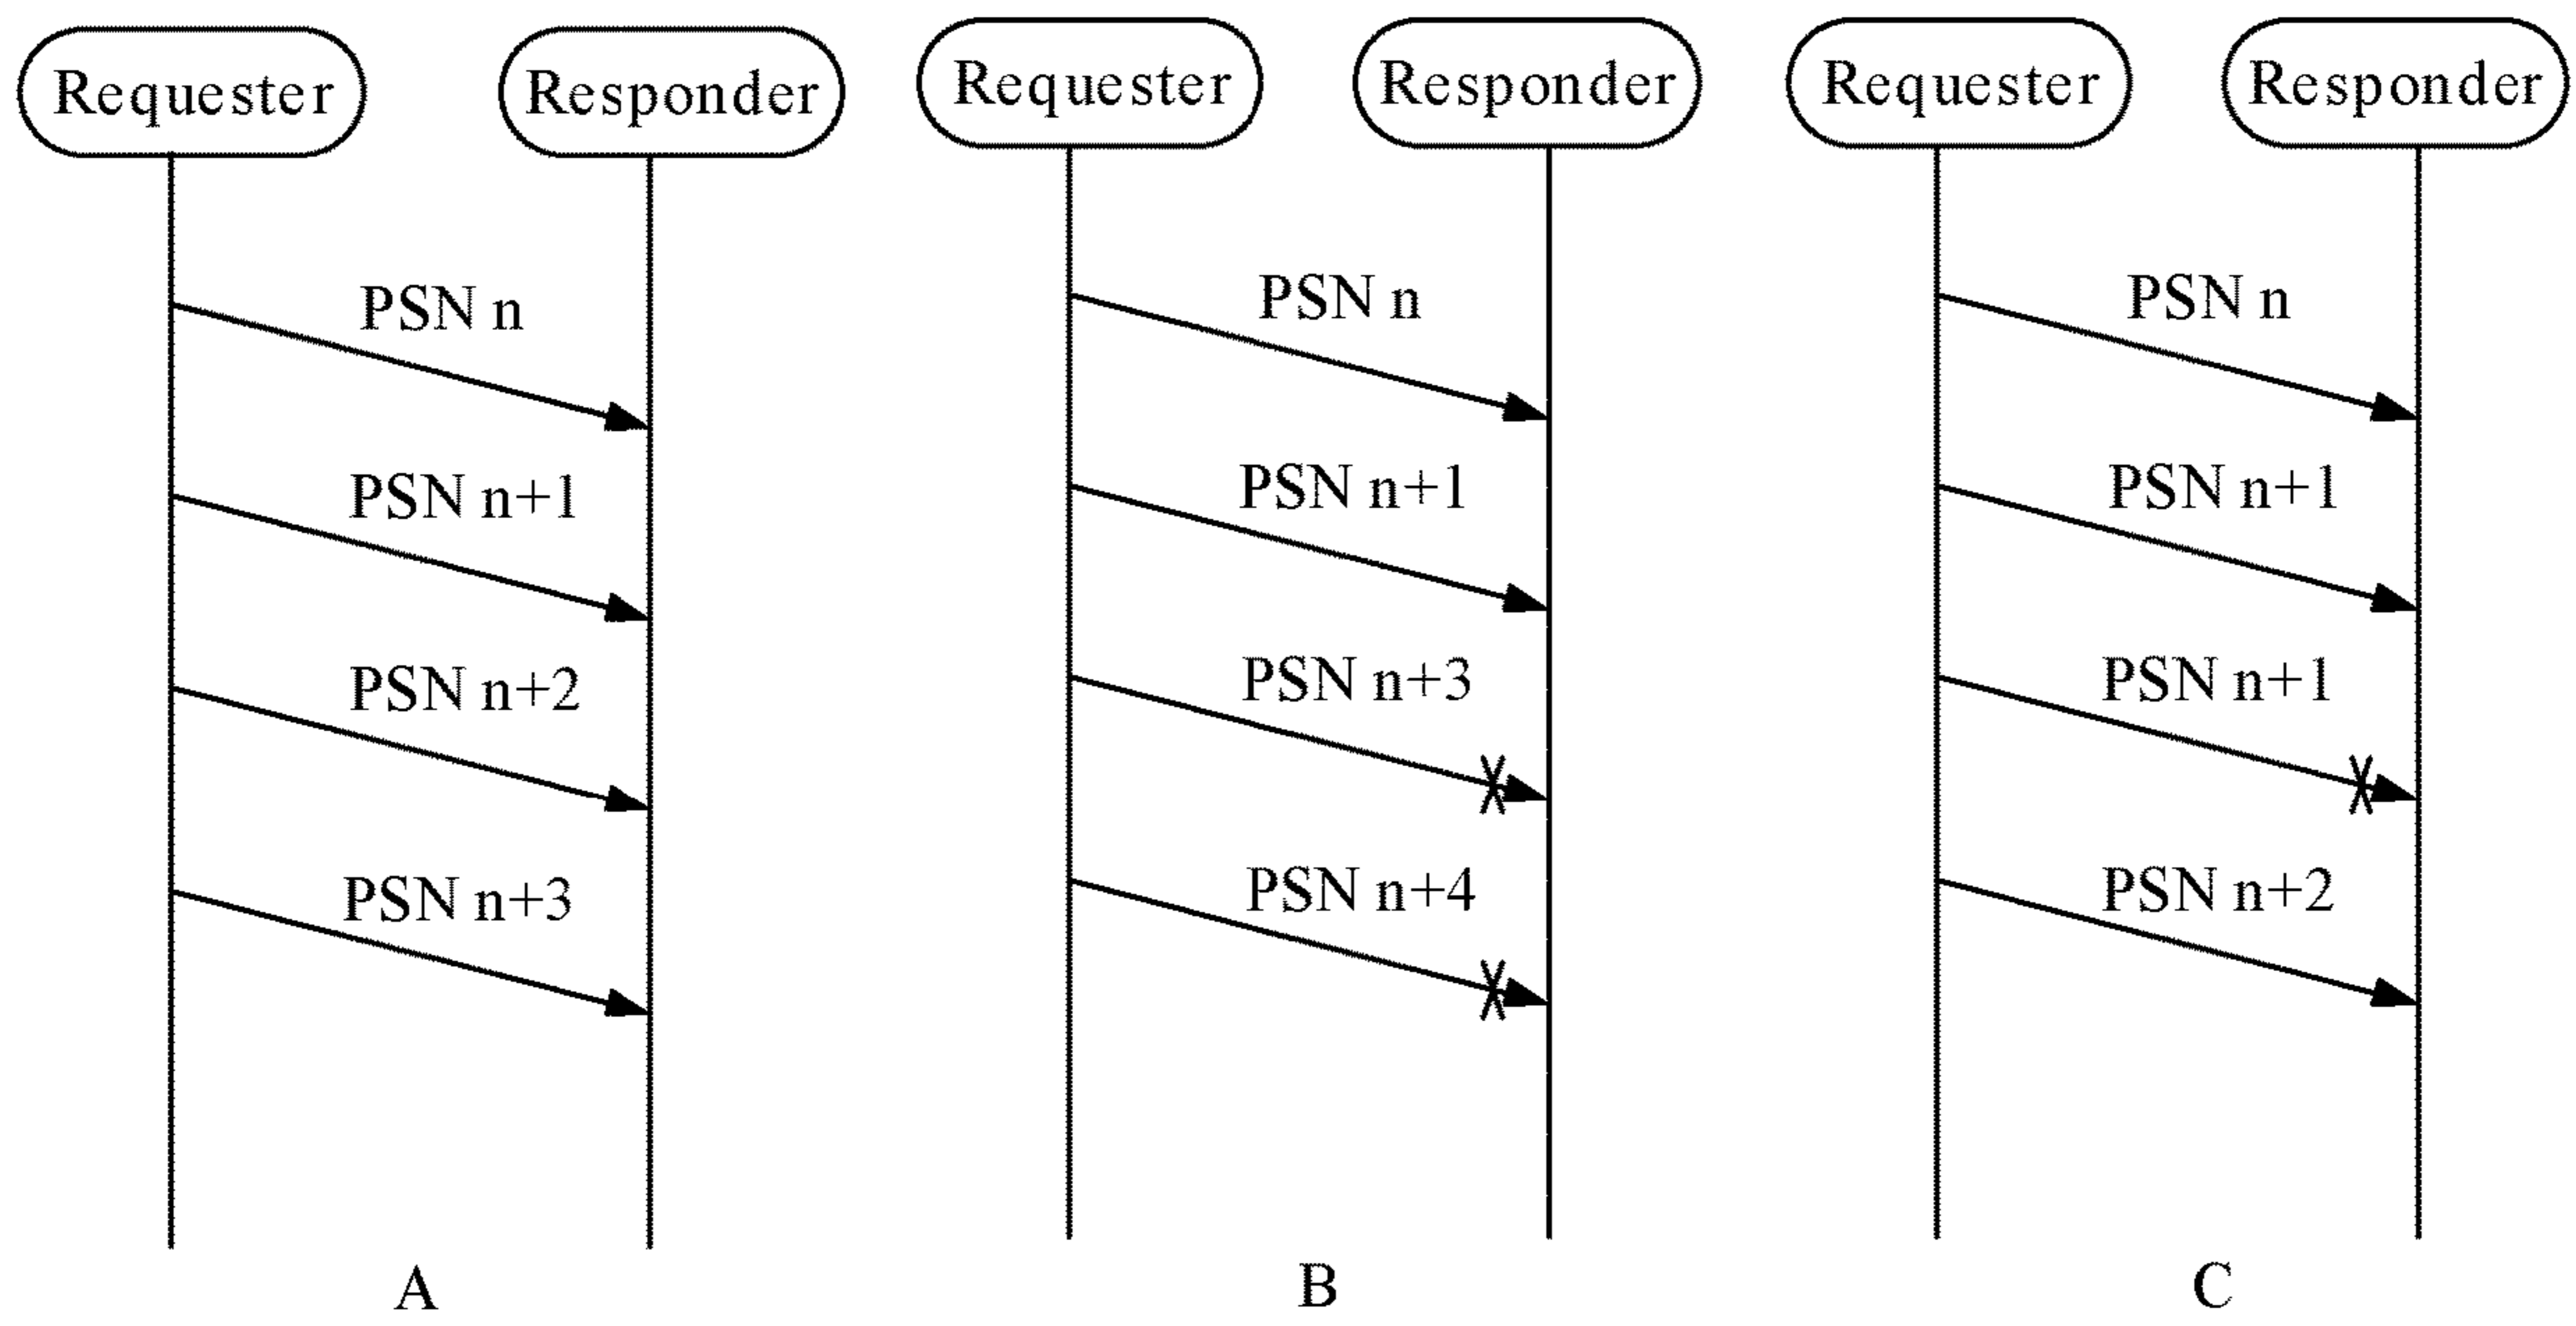 Requester
Responder
PSN n
PSN n+1
PSN n+2
PSN n+3
A
Requester
Responder
PSN n
PSN n+1
PSN n+3
PSN n+4
B
Requester
Responder
PSN n
PSN n+1
PSN n+1
PSN n+2
C